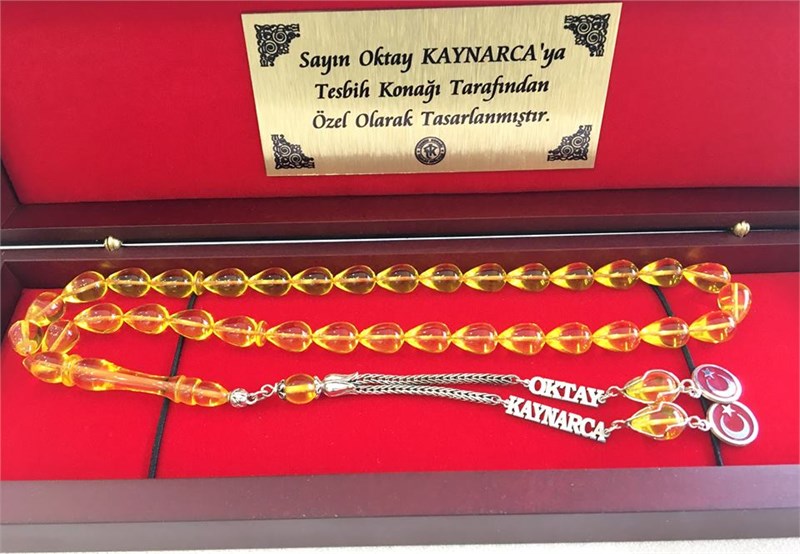 Sayın Oktay KAYNARCA'ya
Tesbih Konağı Tarafından
Özel Olarak Tasarlanmıştır.
OKTAY
KAYNARCA